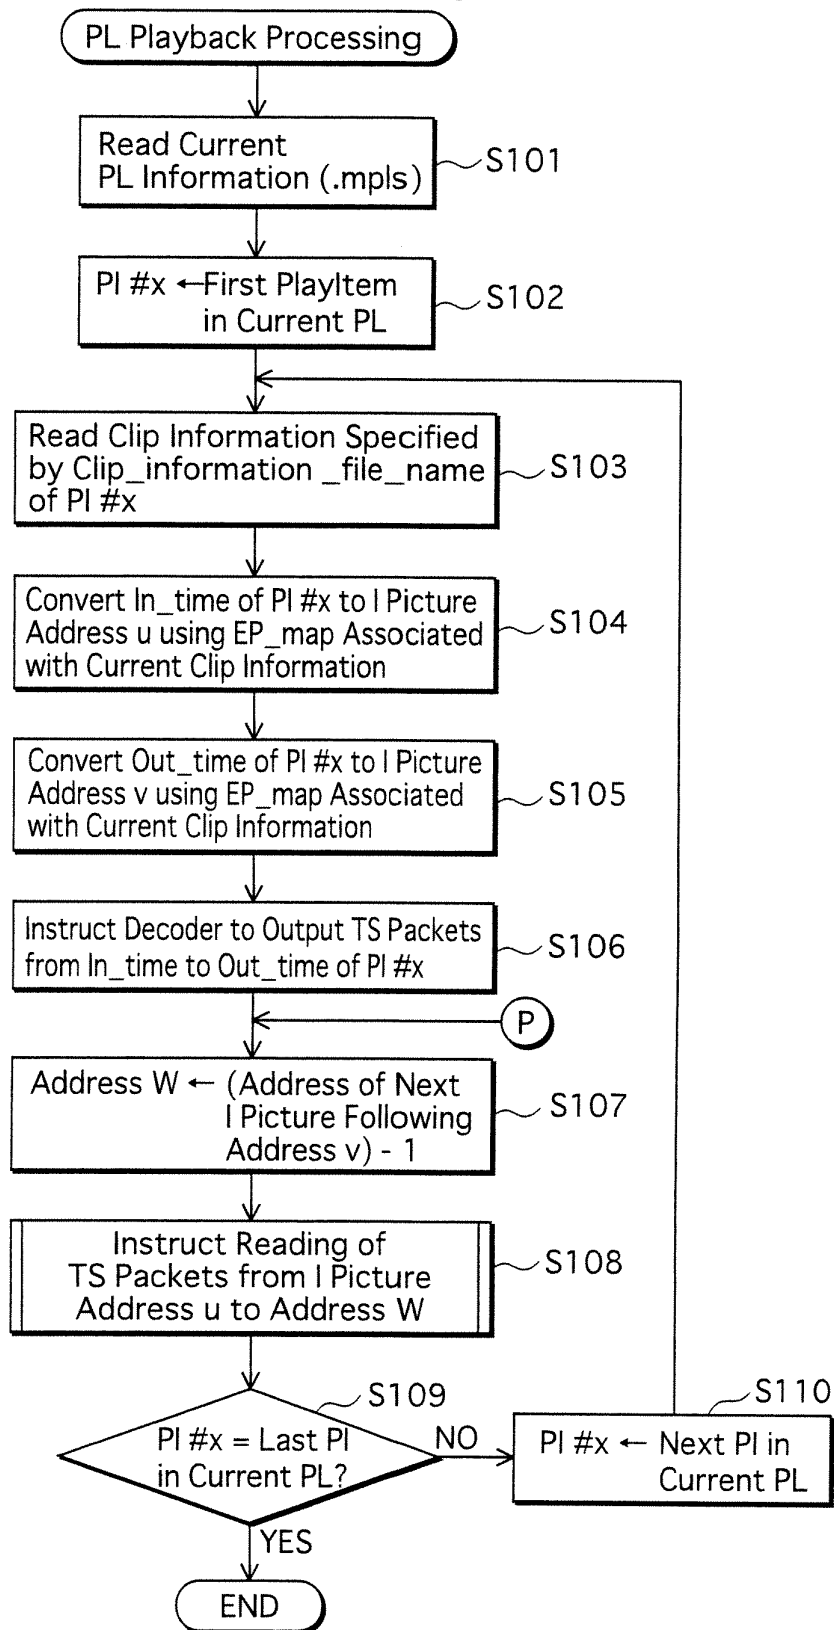 PL Playback Processing
Read Current
PL Information (.mpls)
S101
PI #x ←First PlayItem
in Current PL
S102
Read Clip Information Specified
by Clip_information _file_name
of PI #x
S103
Convert In_time of PI #x to I Picture
Address u using EP_map Associated
with Current Clip Information
S104
Convert Out_time of PI #x to I Picture
Address v using EP_map Associated
with Current Clip Information
S105
Instruct Decoder to Output TS Packets
from In_time to Out_time of PI #x
S106
P
Address W ← (Address of Next
I Picture Following
Address v) - 1
S107
Instruct Reading of
TS Packets from I Picture
Address u to Address W
S108
S109
PI #x = Last PI
in Current PL?
NO
S110
PI #x ← Next PI in
Current PL
YES
END